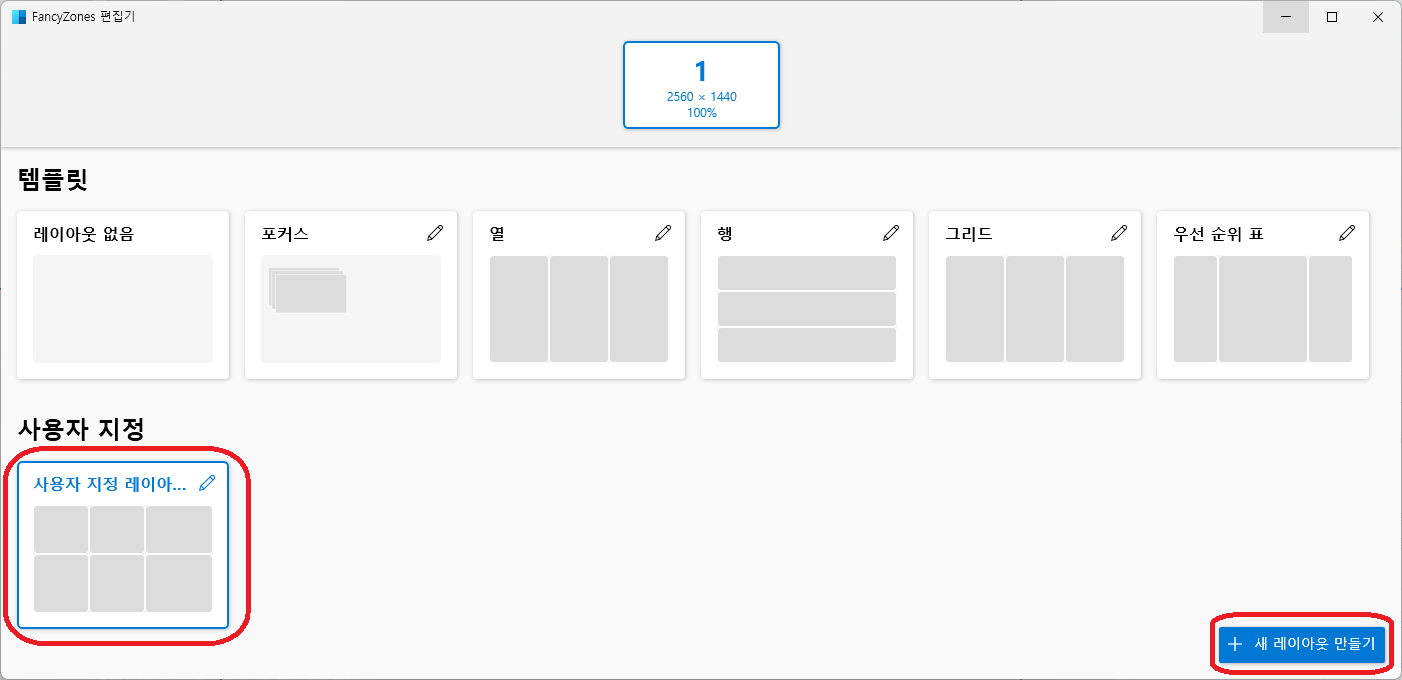 FancyZones 편집기
1
2560 × 1440
100%
템플릿
레이아웃 없음
포커스
열
행
그리드
우선 순위 표
사용자 지정
사용자 지정 레이아...
새 레이아웃 만들기